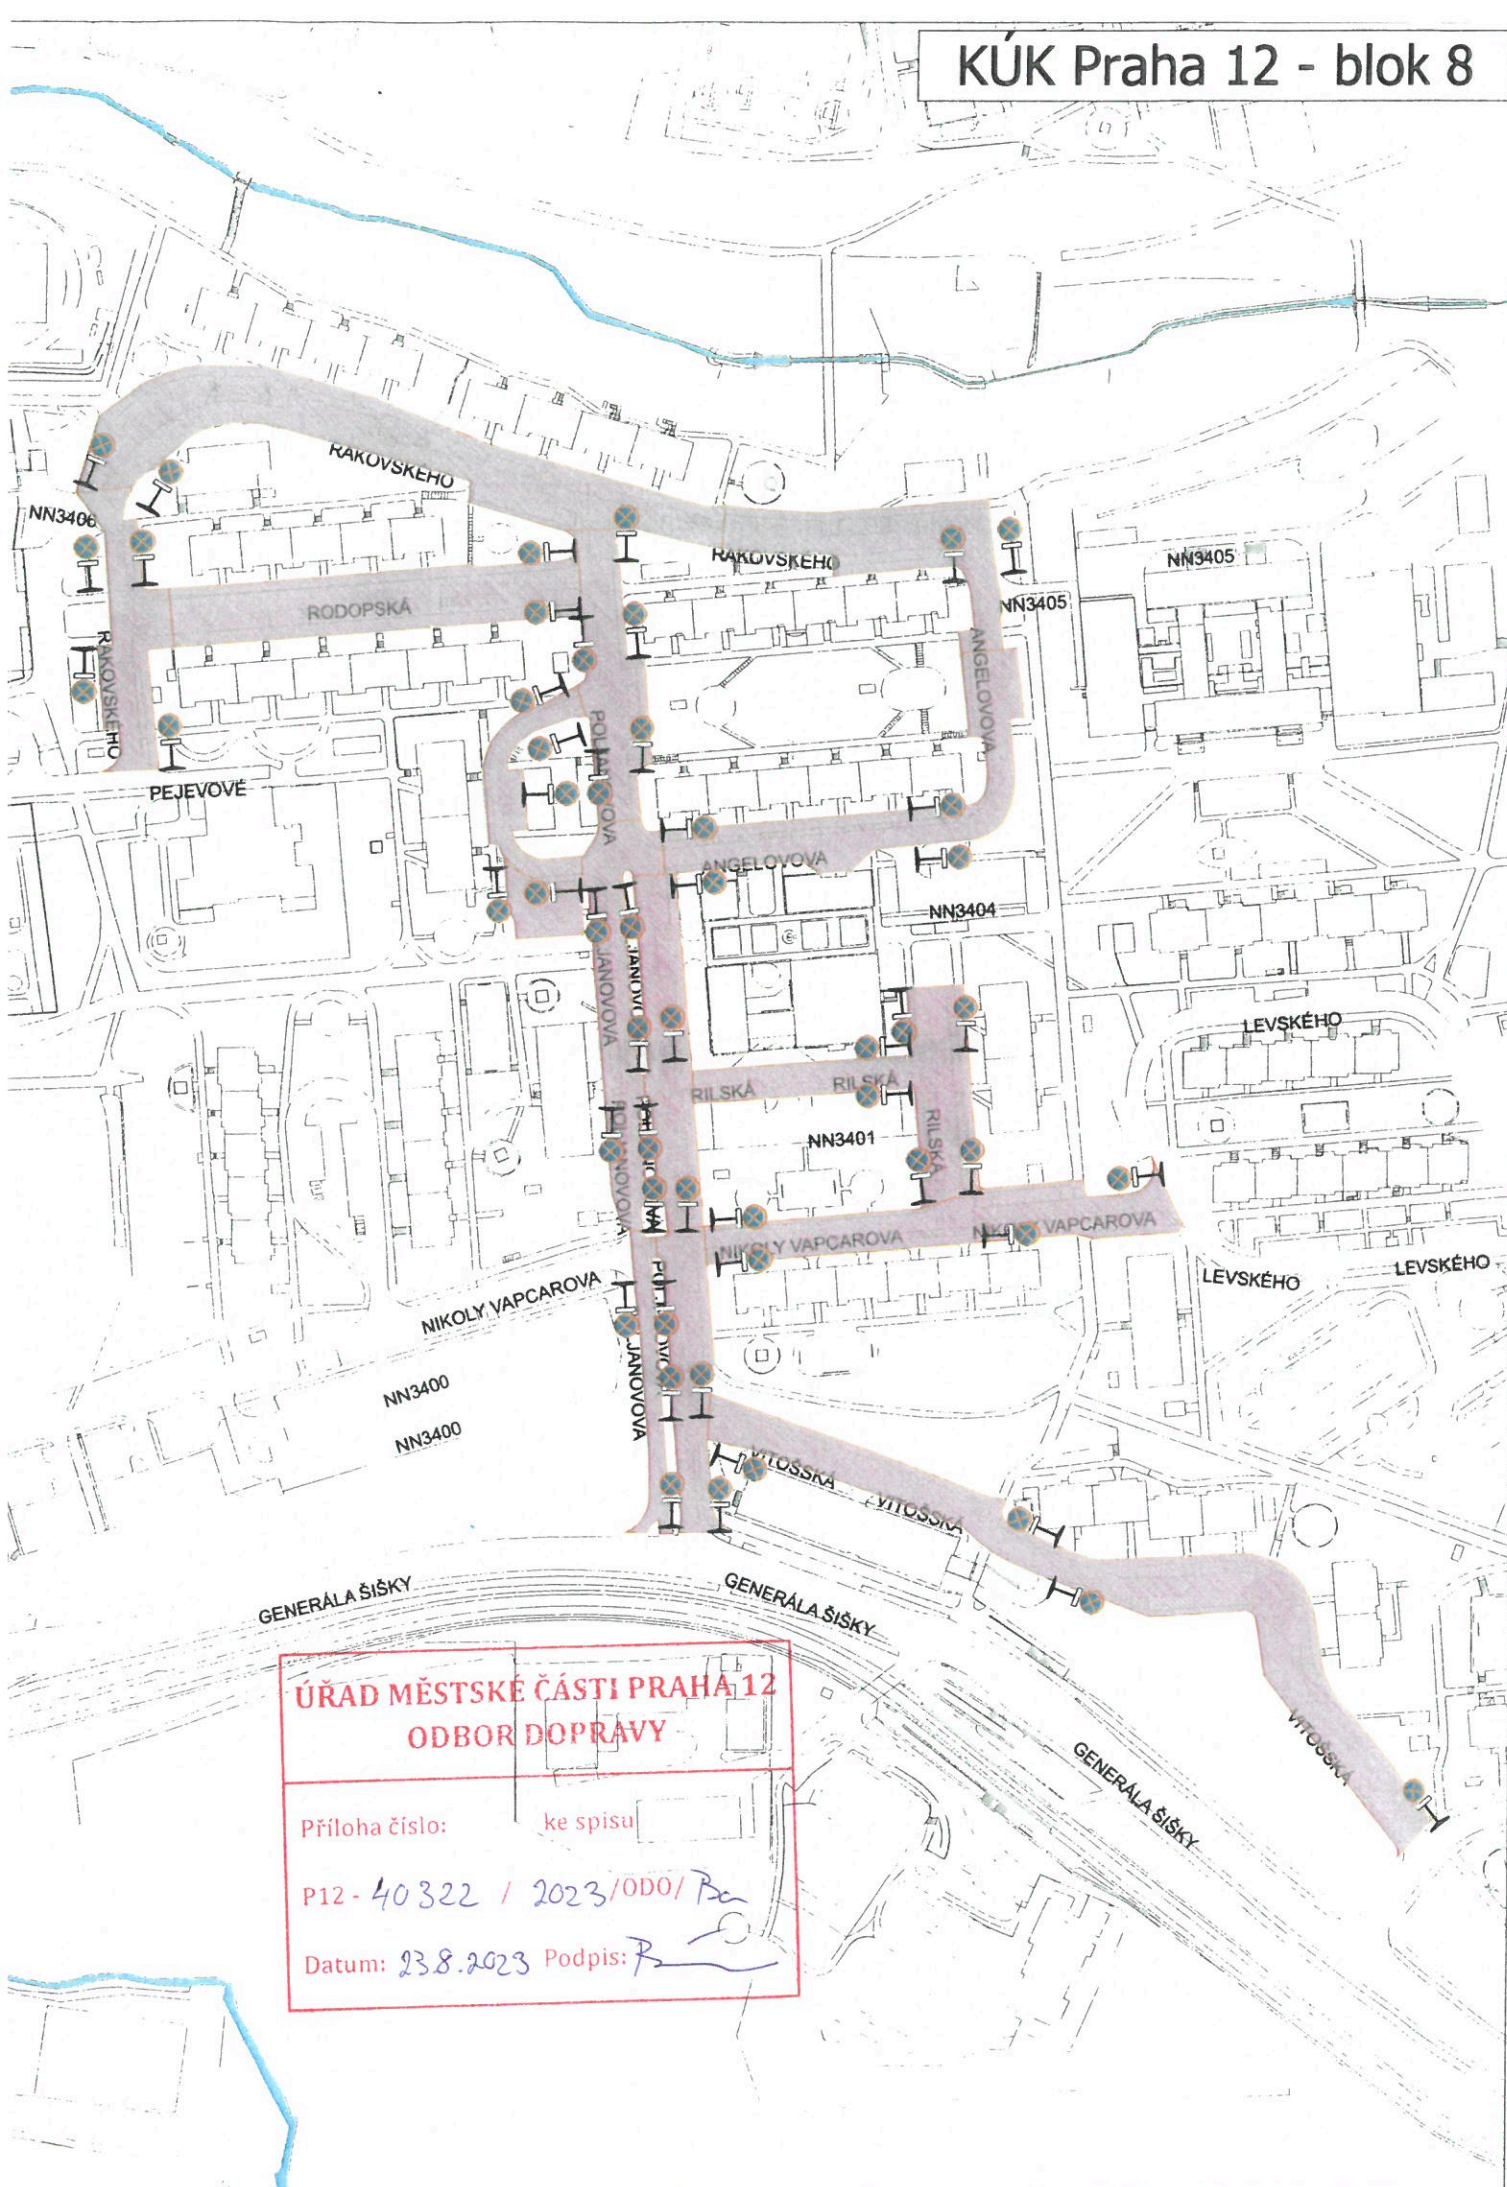 KÚK Praha 12 - blok 8
RAKOVSKÉHO
NN3406
RAKOVSKÉHO
NN3405
NN3405
RODOPSKÁ
RAKOVSKÉHO
ANGELOVOVA
PEJEVOVÉ
ANGELOVOVA
NN3404
JANOVOVA
LEVSKÉHO
RILSKÁ
RILSKÁ
RILSKÁ
NN3401
NIKOLY VAPCAROVA
NIKOLY VAPCAROVA
LEVSKÉHO
LEVSKÉHO
NIKOLY VAPCAROVA
JANOVOVA
NN3400
NN3400
VITOŠSKÁ
VITOŠSKÁ
GENERÁLA ŠIŠKY
GENERÁLA ŠIŠKY
VITOŠSKÁ
GENERÁLA ŠIŠKY
ÚŘAD MĚSTSKÉ ČÁSTI PRAHA 12
ODBOR DOPRAVY
Příloha číslo: ke spisu
P12 - 40322 / 2023/ODO/Ba
Datum: 23.8.2023 Podpis: